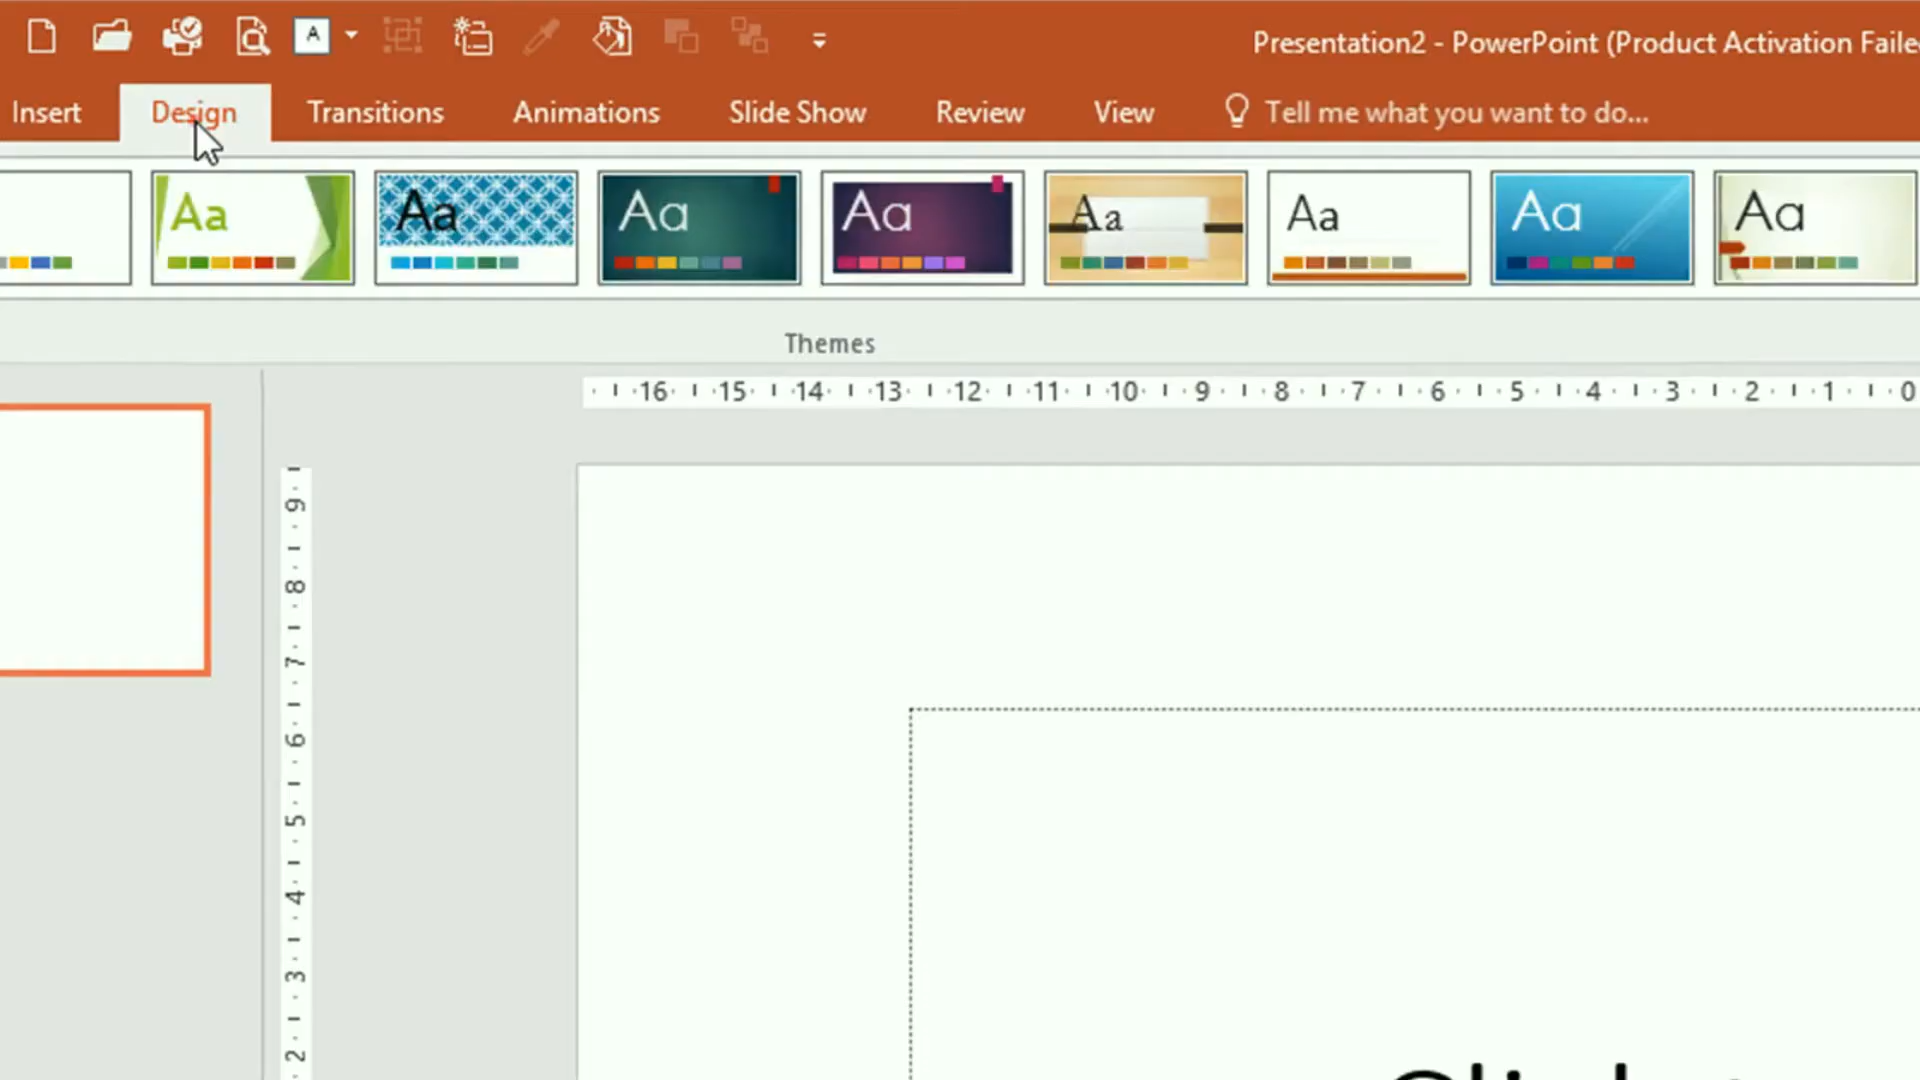 A
Presentation2 - PowerPoint (Product Activation Faile
Insert Design Transitions Animations Slide Show Review View Tell me what you want to do...
Aa Aa Aa Aa Aa Aa Aa Aa
Themes
16 15 14 13 12 11 10 9 8 7 6 5 4 3 2 1 0
9
8
7
6
5
4
3
2